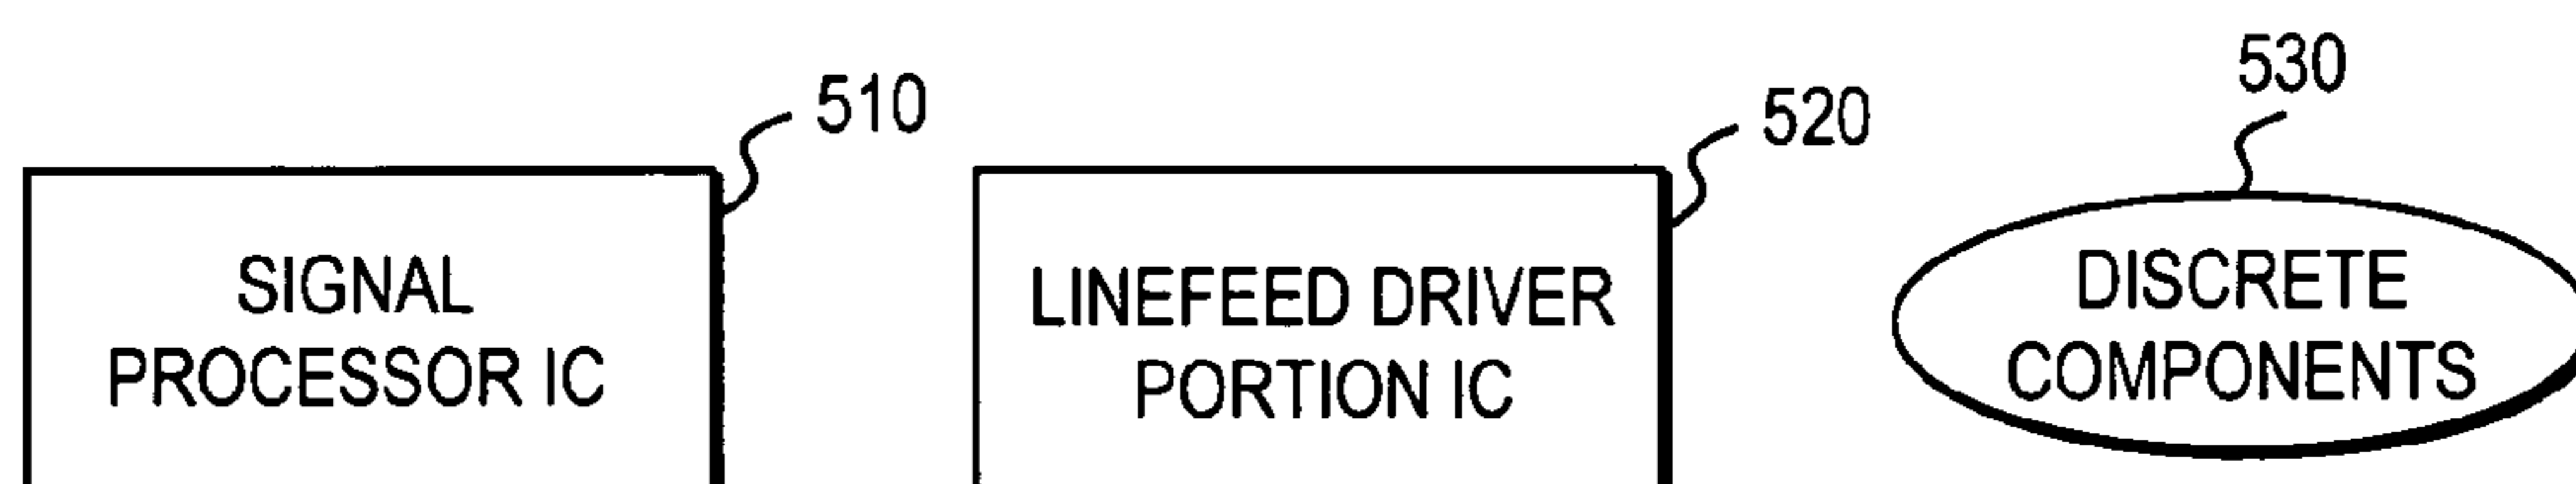 510
SIGNAL
PROCESSOR IC
520
LINEFEED DRIVER
PORTION IC
530
DISCRETE
COMPONENTS